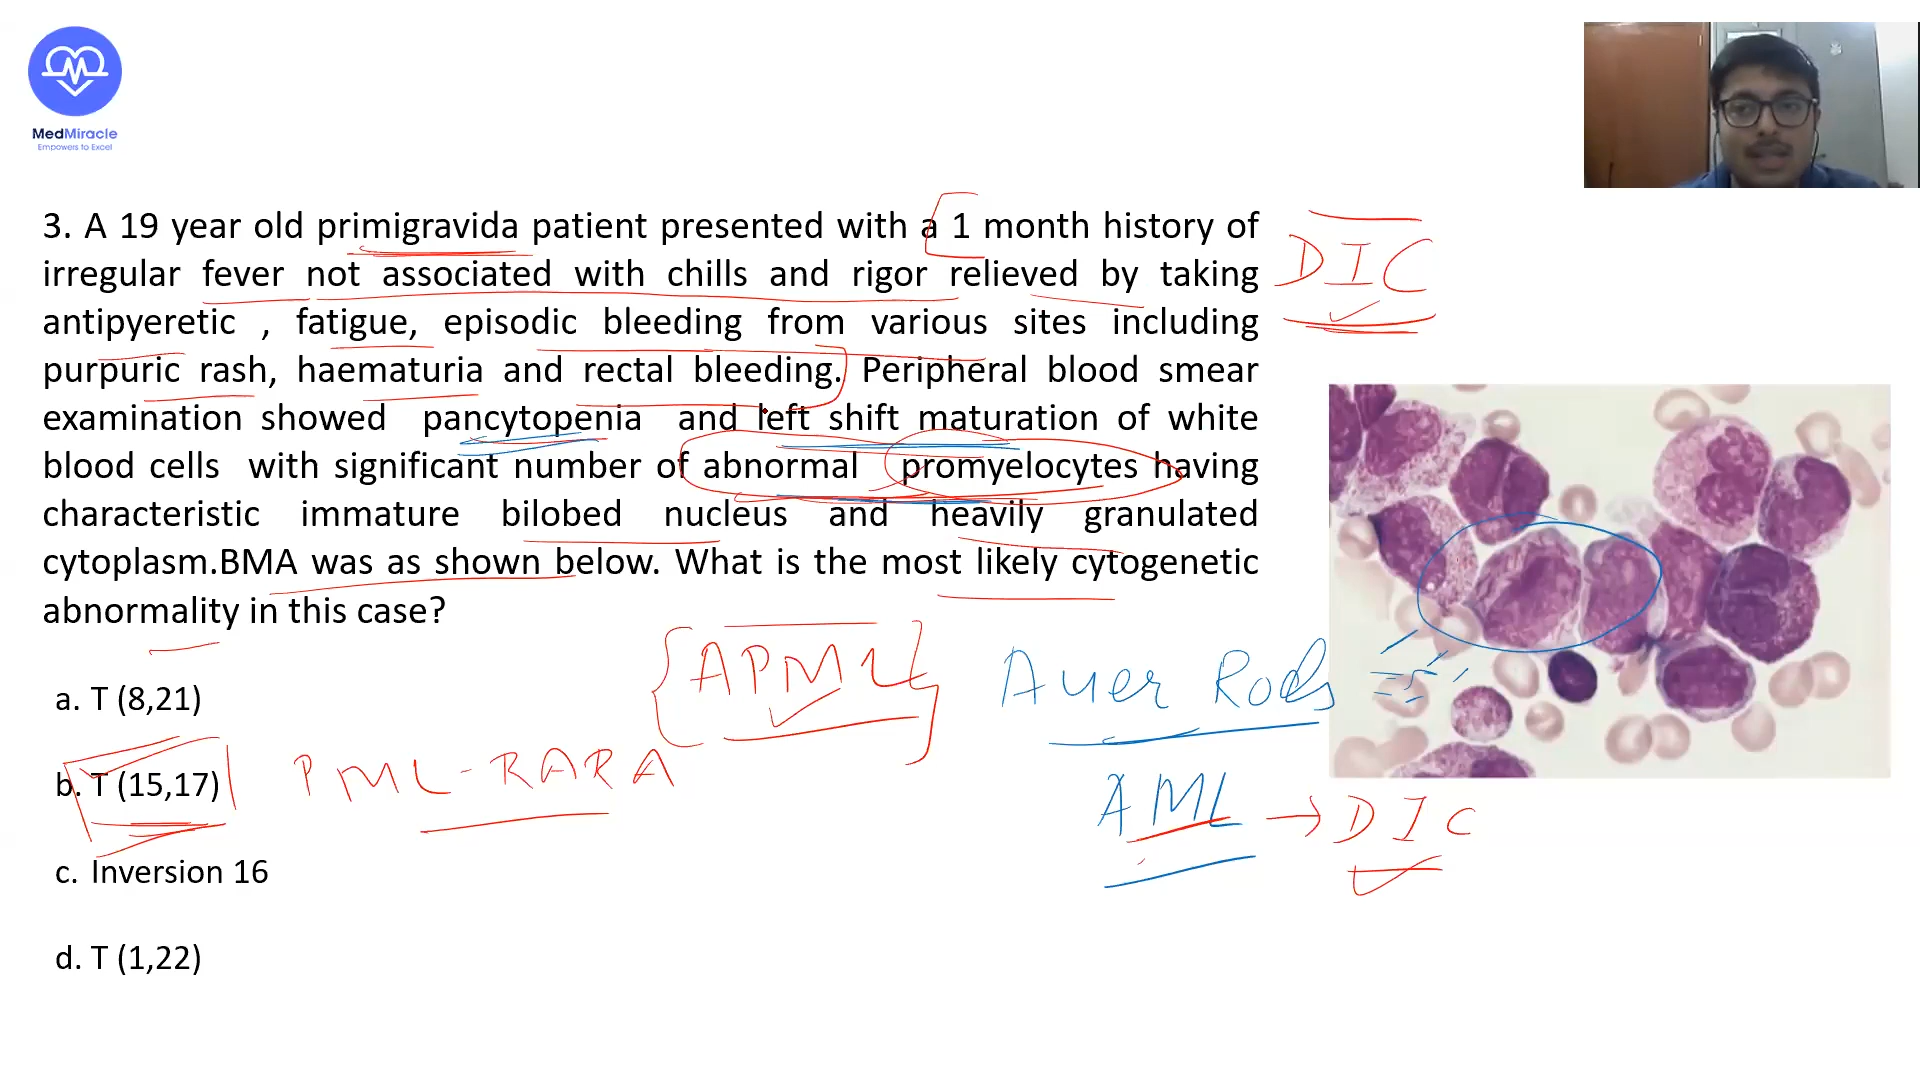 MedMiracle
Empowers to Excel
3. A 19 year old primigravida patient presented with a 1 month history of
irregular fever not associated with chills and rigor relieved by taking
antipyeretic , fatigue, episodic bleeding from various sites including
purpuric rash, haematuria and rectal bleeding. Peripheral blood smear
examination showed pancytopenia and left shift maturation of white
blood cells with significant number of abnormal promyelocytes having
characteristic immature bilobed nucleus and heavily granulated
cytoplasm.BMA was as shown below. What is the most likely cytogenetic
abnormality in this case?
DIC
APML
Auer Rods
a. T (8,21)
b. T (15,17)
PML-RARA
AML → DIC
c. Inversion 16
d. T (1,22)